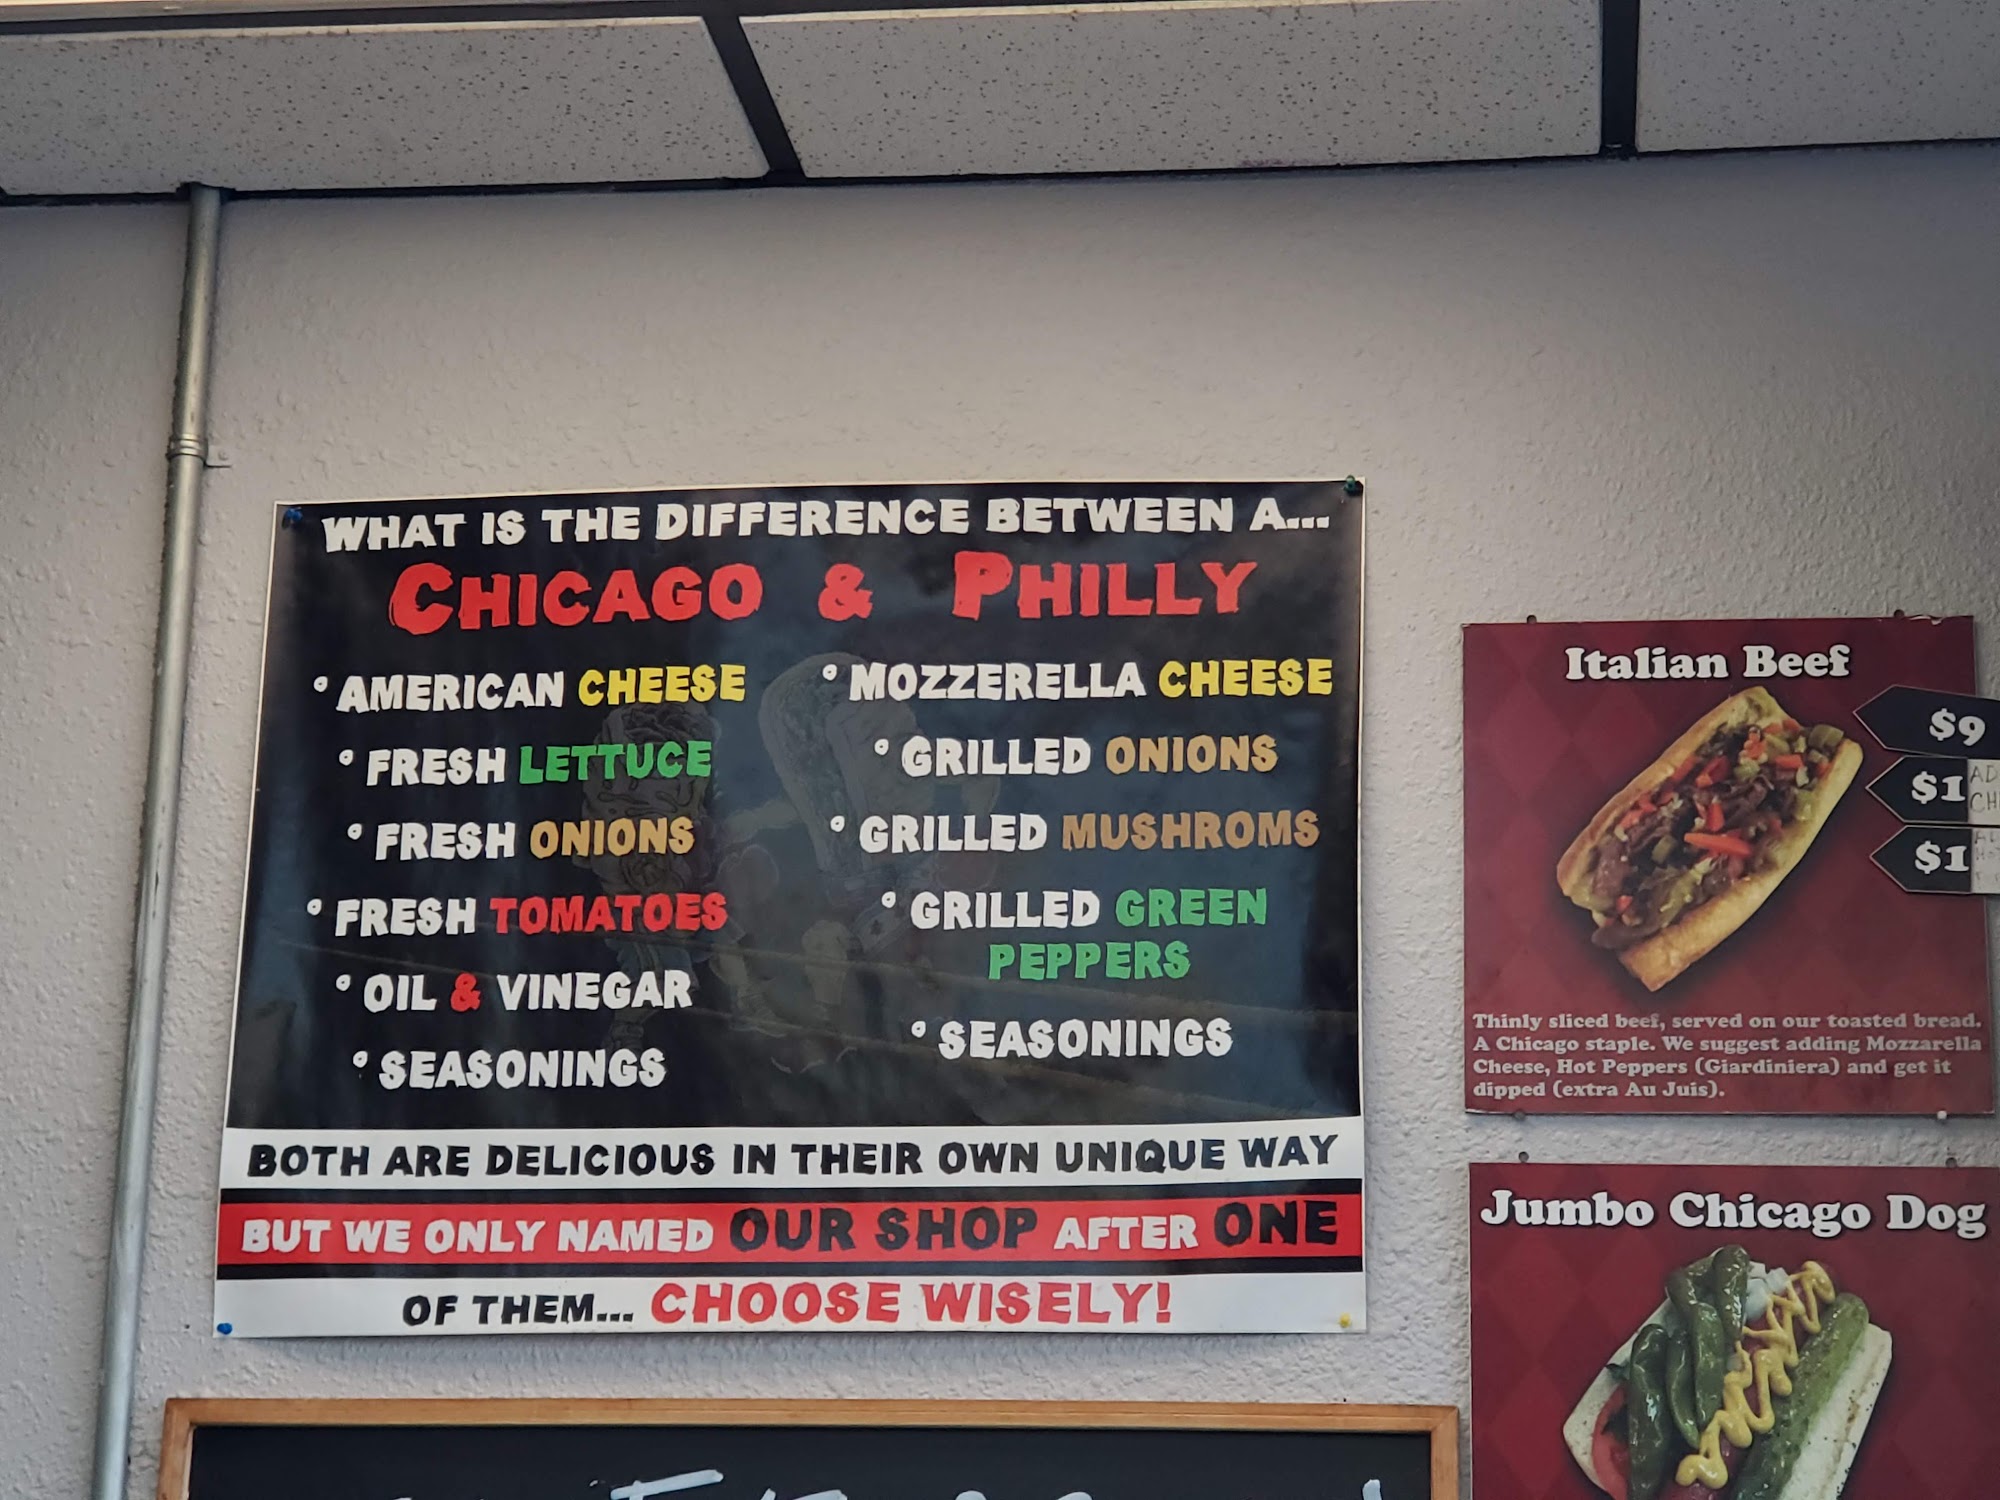 WHAT IS THE DIFFERENCE BETWEEN A...
CHICAGO & PHILLY
° AMERICAN CHEESE
° FRESH LETTUCE
° FRESH ONIONS
° FRESH TOMATOES
° OIL & VINEGAR
° SEASONINGS
° MOZZERELLA CHEESE
° GRILLED ONIONS
° GRILLED MUSHROMS
° GRILLED GREEN
PEPPERS
° SEASONINGS
BOTH ARE DELICIOUS IN THEIR OWN UNIQUE WAY
BUT WE ONLY NAMED OUR SHOP AFTER ONE
OF THEM... CHOOSE WISELY!
Italian Beef
$9
$1
$1
Thinly sliced beef, served on our toasted bread.
A Chicago staple. We suggest adding Mozzarella
Cheese, Hot Peppers (Giardiniera) and get it
dipped (extra Au Juis).
Jumbo Chicago Dog